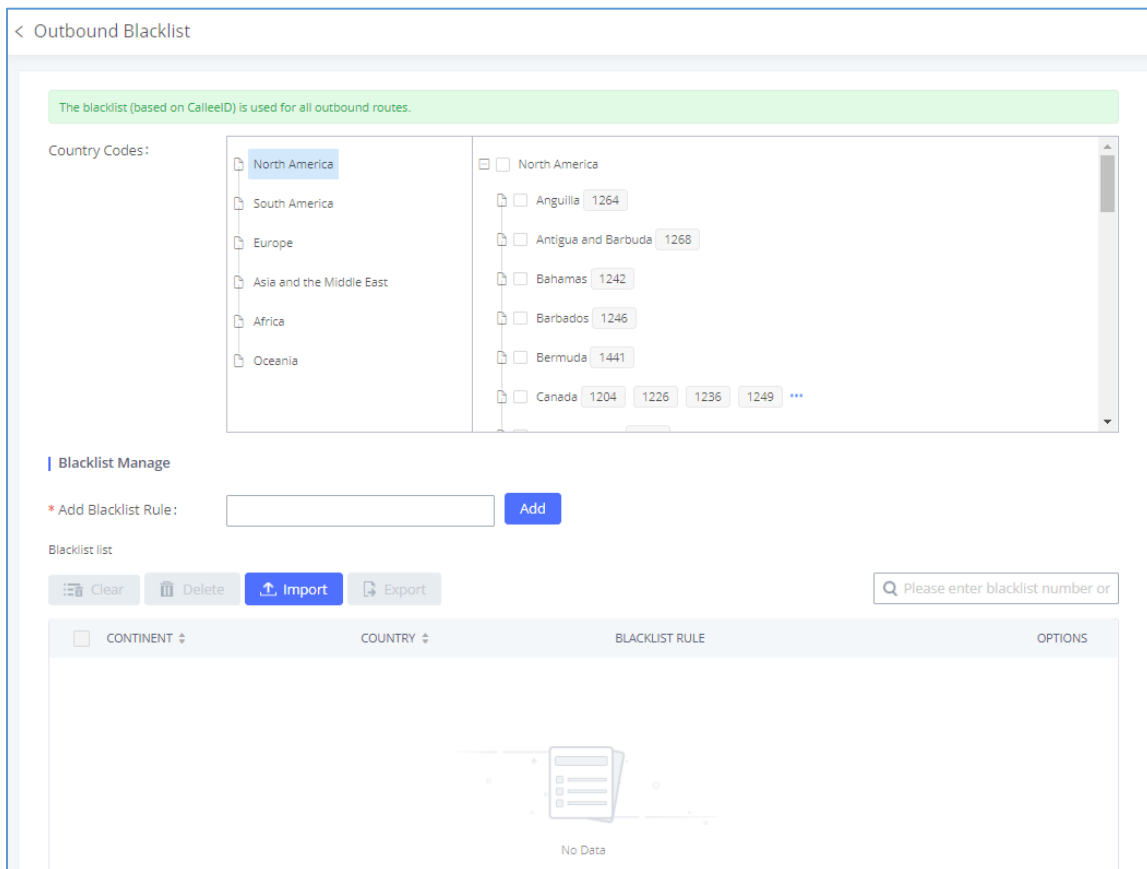 < Outbound Blacklist
The blacklist (based on CalleeID) is used for all outbound routes.
Country Codes:
North America
South America
Europe
Asia and the Middle East
Africa
Oceania
North America
Anguilla 1264
Antigua and Barbuda 1268
Bahamas 1242
Barbados 1246
Bermuda 1441
Canada 1204 1226 1236 1249 •••
Blacklist Manage
* Add Blacklist Rule:
Add
Blacklist list
Clear Delete Import Export Please enter blacklist number or
CONTINENT COUNTRY BLACKLIST RULE OPTIONS
No Data